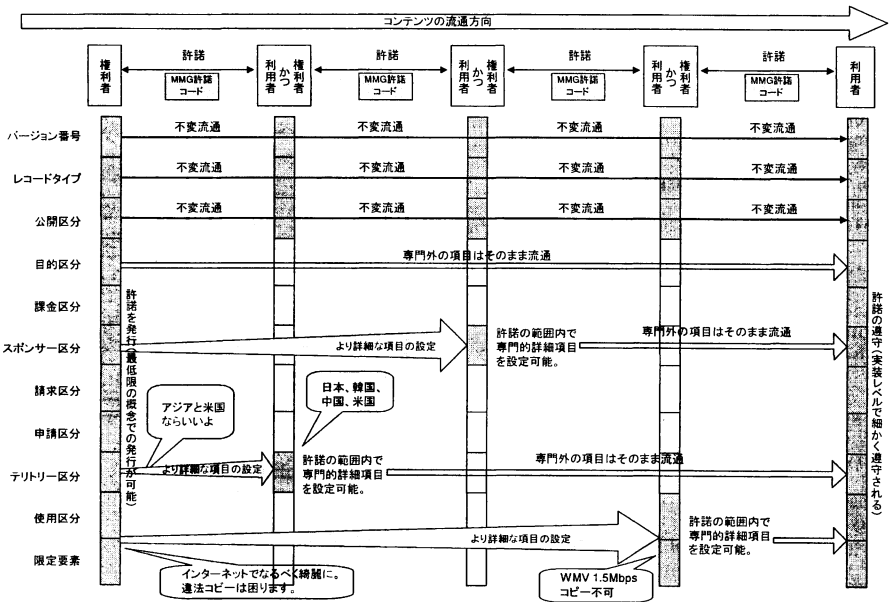 コンテンツの流通方向
権利者
許諾
MMG許諾
コード
権利者
かつ
利用者
許諾
MMG許諾
コード
権利者
かつ
利用者
許諾
MMG許諾
コード
権利者
かつ
利用者
許諾
MMG許諾
コード
利用者
バージョン番号
不変流通
不変流通
不変流通
不変流通
レコードタイプ
不変流通
不変流通
不変流通
不変流通
公開区分
不変流通
不変流通
不変流通
不変流通
目的区分
専門外の項目はそのまま流通
課金区分
スポンサー区分
より詳細な項目の設定
許諾の範囲内で
専門的詳細項目
を設定可能。
専門外の項目はそのまま流通
請求区分
申請区分
アジアと米国
ならいいよ
日本、韓国、
中国、米国
テリトリー区分
より詳細な項目の設定
許諾の範囲内で
専門的詳細項目
を設定可能。
専門外の項目はそのまま流通
使用区分
より詳細な項目の設定
許諾の範囲内で
専門的詳細項目
を設定可能。
限定要素
インターネットでなるべく綺麗に。
違法コピーは困ります。
WMV 1.5Mbps
コピー不可
許諾を発行(最低限の概念での発行が可能)
許諾の遵守(実装レベルで細かく遵守される)